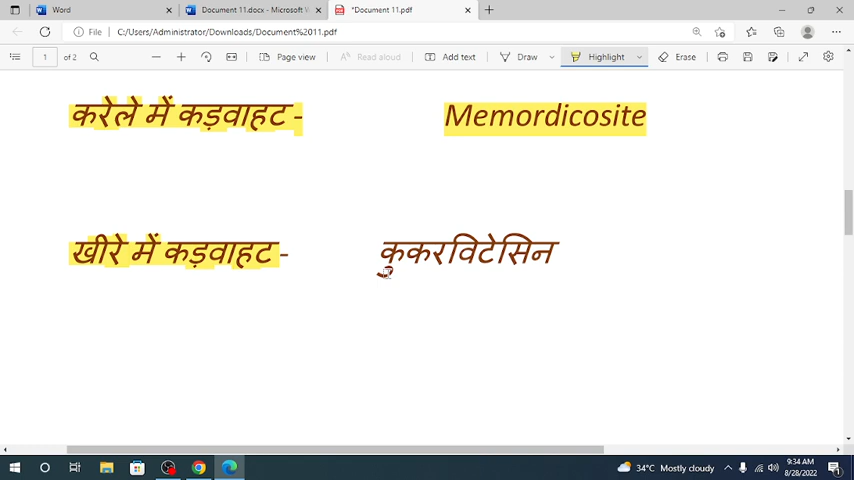 Word
Document 11.docx - Microsoft W
*Document 11.pdf
File C:/Users/Administrator/Downloads/Document%2011.pdf
1 of 2 Page view Read aloud Add text Draw Highlight Erase
करेले में कड़वाहट - Memordicosite
खीरे में कड़वाहट - कुकरविटेसिन
34°C Mostly cloudy
9:34 AM
8/28/2022
1